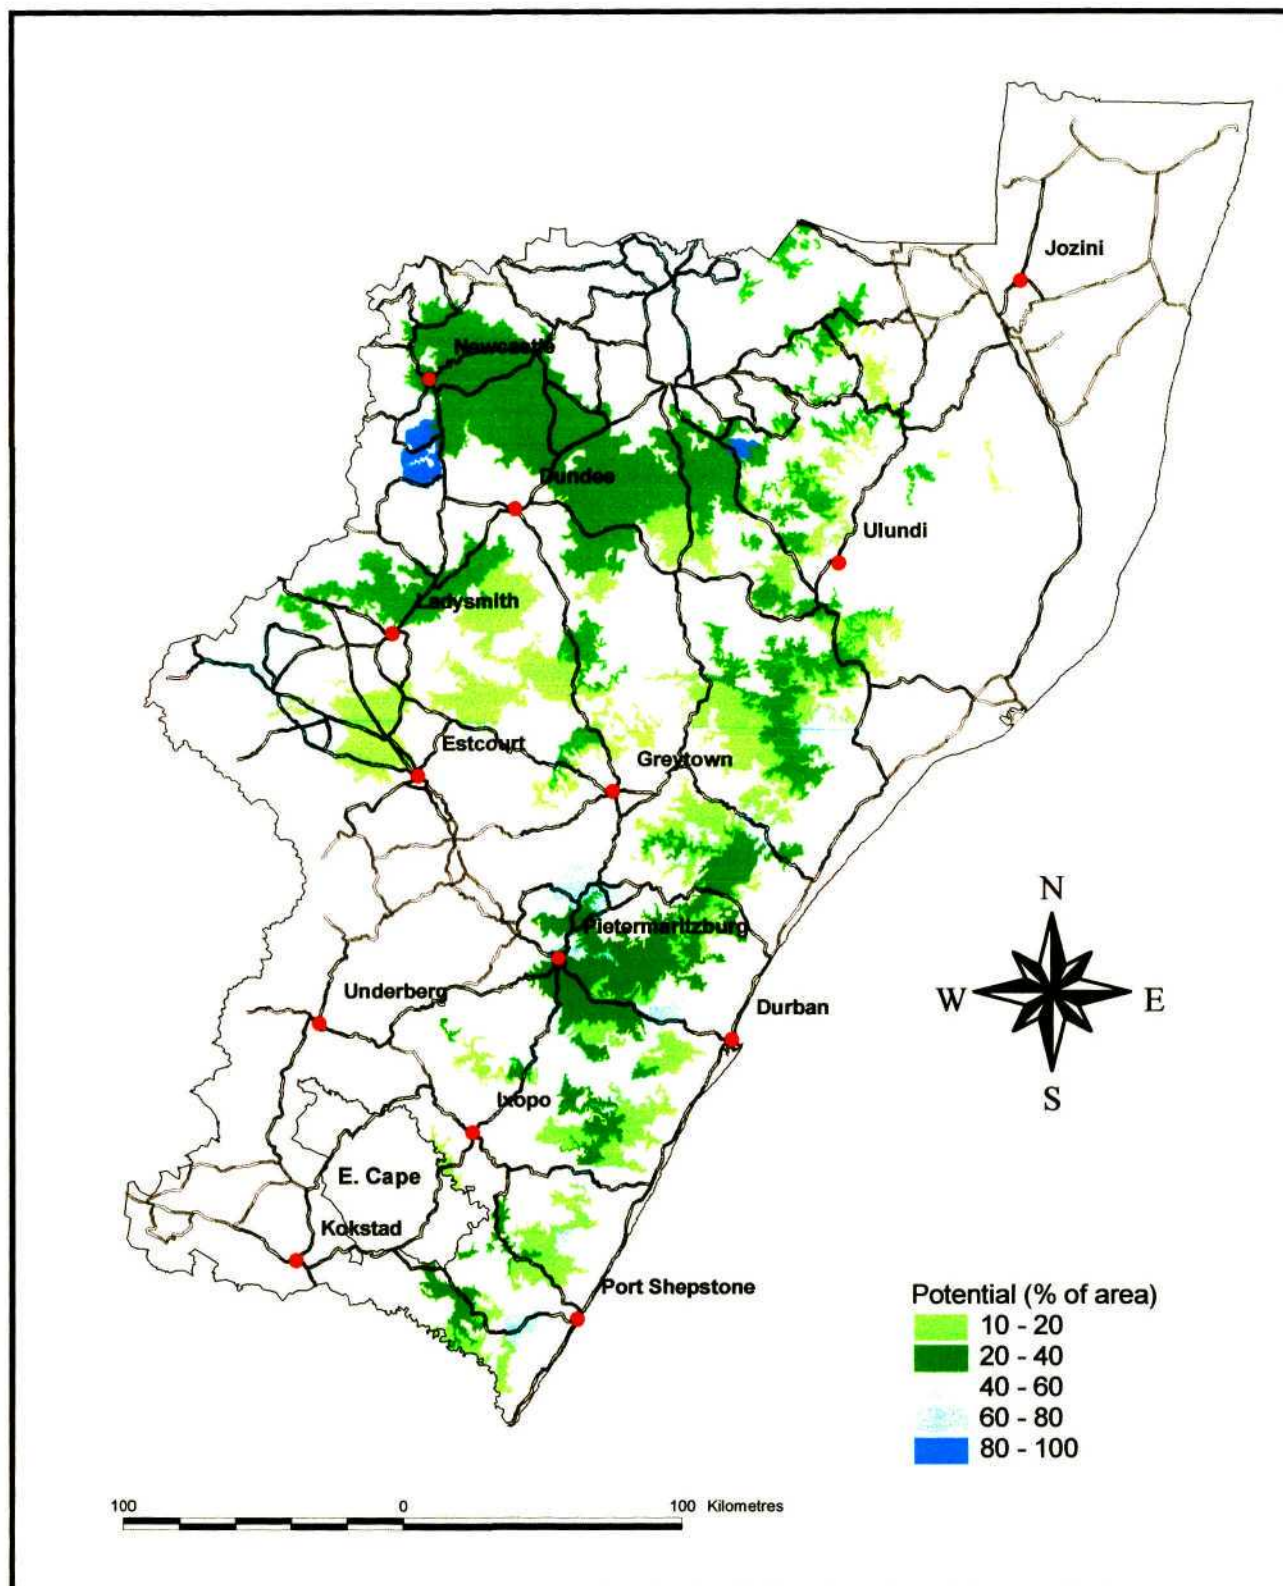 Jozini
Newcastle
Dundee
Ulundi
Ladysmith
Estcourt
Greytown
Pietermaritzburg
Underberg
Durban
Ixopo
E. Cape
Kokstad
Port Shepstone
N
W
E
S
Potential (% of area)
10 - 20
20 - 40
40 - 60
60 - 80
80 - 100
100 0 100 Kilometres